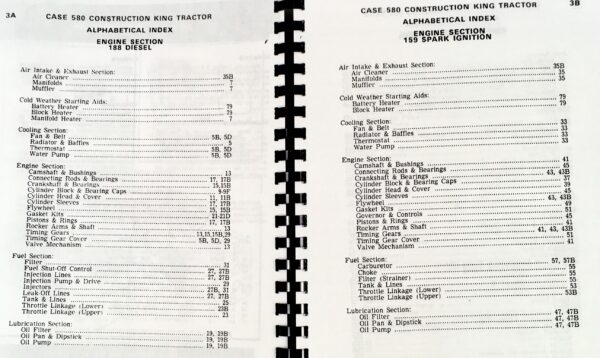 3A
CASE 580 CONSTRUCTION KING TRACTOR
ALPHABETICAL INDEX
ENGINE SECTION
188 DIESEL
Air Intake & Exhaust Section:
Air Cleaner 35B
Manifolds 7
Muffler 7
Cold Weather Starting Aids:
Battery Heater 79
Block Heater 79
Manifold Heater 7
Cooling Section:
Fan & Belt 5B, 5D
Radiator & Baffles 5
Thermostat 5B, 5D
Water Pump 5B, 5D
Engine Section:
Camshaft & Bushings 13
Connecting Rods & Bearings 17, 17B
Crankshaft & Bearings 15,15B
Cylinder Block & Bearing Caps 9-9F
Cylinder Head & Cover 11, 11B
Cylinder Sleeves 17, 17B
Flywheel 15, 15B
Gasket Kits 21-21D
Pistons & Rings 17, 17B
Rocker Arms & Shaft 13
Timing Gears 13,15,15B,29
Timing Gear Cover 5B, 5D, 29
Valve Mechanism 13
Fuel Section:
Filter 31
Fuel Shut-Off Control 27, 27B
Injection Lines 27, 27B
Injection Pump & Drive 29
Injectors 27B, 31
Leak-Off Lines 27, 27B
Tank & Lines 25
Throttle Linkage (Lower) 23B
Throttle Linkage (Upper) 23
Lubrication Section:
Oil Filter 19, 19B
Oil Pan & Dipstick 19, 19B
Oil Pump 19, 19B
3B
CASE 580 CONSTRUCTION KING TRACTOR
ALPHABETICAL INDEX
ENGINE SECTION
159 SPARK IGNITION
Air Intake & Exhaust Section:
Air Cleaner 35B
Manifolds 35
Muffler 35
Cold Weather Starting Aids:
Battery Heater 79
Block Heater 79
Cooling Section:
Fan & Belt 33
Radiator & Baffles 33
Thermostat 33
Water Pump 33
Engine Section:
Camshaft & Bushings 41
Connecting Rods & Bearings 43, 43B
Crankshaft & Bearings
Cylinder Block & Bearing Caps 37
Cylinder Head & Cover 39
Cylinder Sleeves 43, 43B
Flywheel 49
Gasket Kits 51
Governor & Controls 45
Pistons & Rings
Rocker Arms & Shaft 41
Timing Gears 41, 43, 43B
Timing Gear Cover 51
Valve Mechanism 41
Fuel Section:
Carburetor 57, 57B
Choke 55
Filter (Strainer) 55
Tank & Lines 55
Throttle Linkage (Lower) 53
Throttle Linkage (Upper) 53B
Lubrication Section:
Oil Filter 47, 47B
Oil Pan & Dipstick 47, 47B
Oil Pump 47, 47B